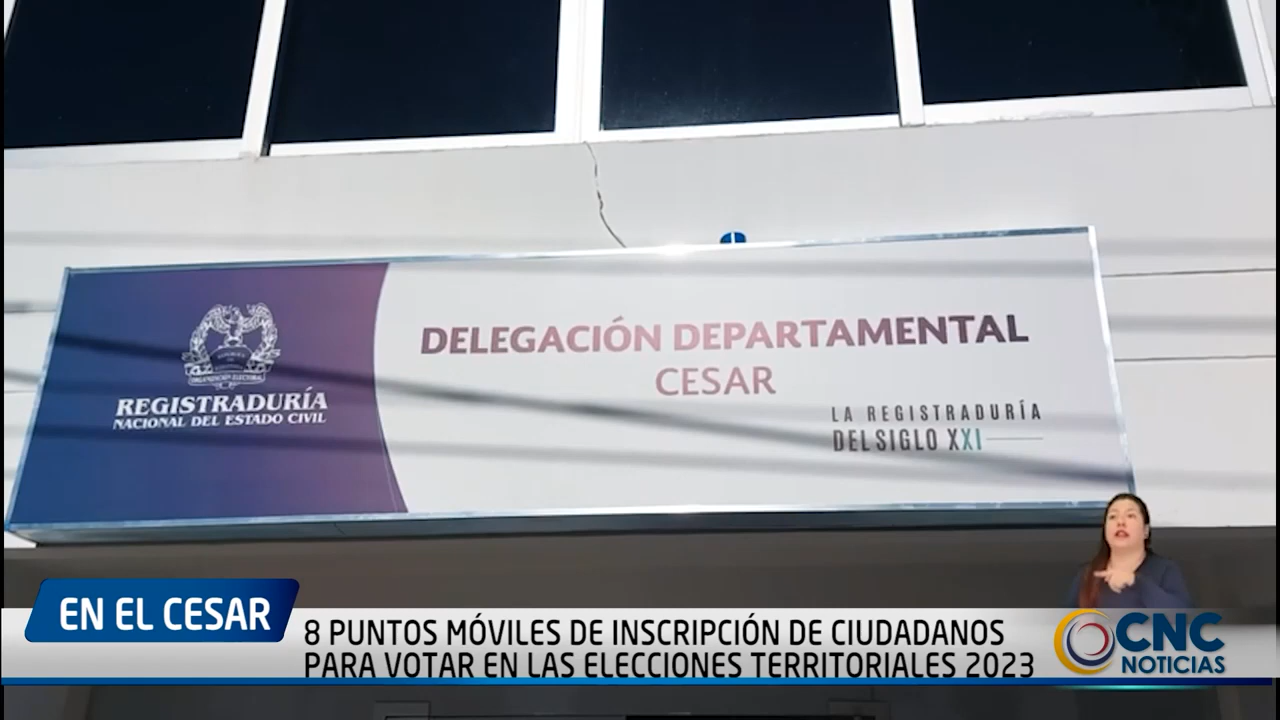 DELEGACIÓN DEPARTAMENTAL
CESAR
REGISTRADURÍA
NACIONAL DEL ESTADO CIVIL
LA REGISTRADURÍA
DEL SIGLO XXI
EN EL CESAR
8 PUNTOS MÓVILES DE INSCRIPCIÓN DE CIUDADANOS
PARA VOTAR EN LAS ELECCIONES TERRITORIALES 2023
CNC
NOTICIAS